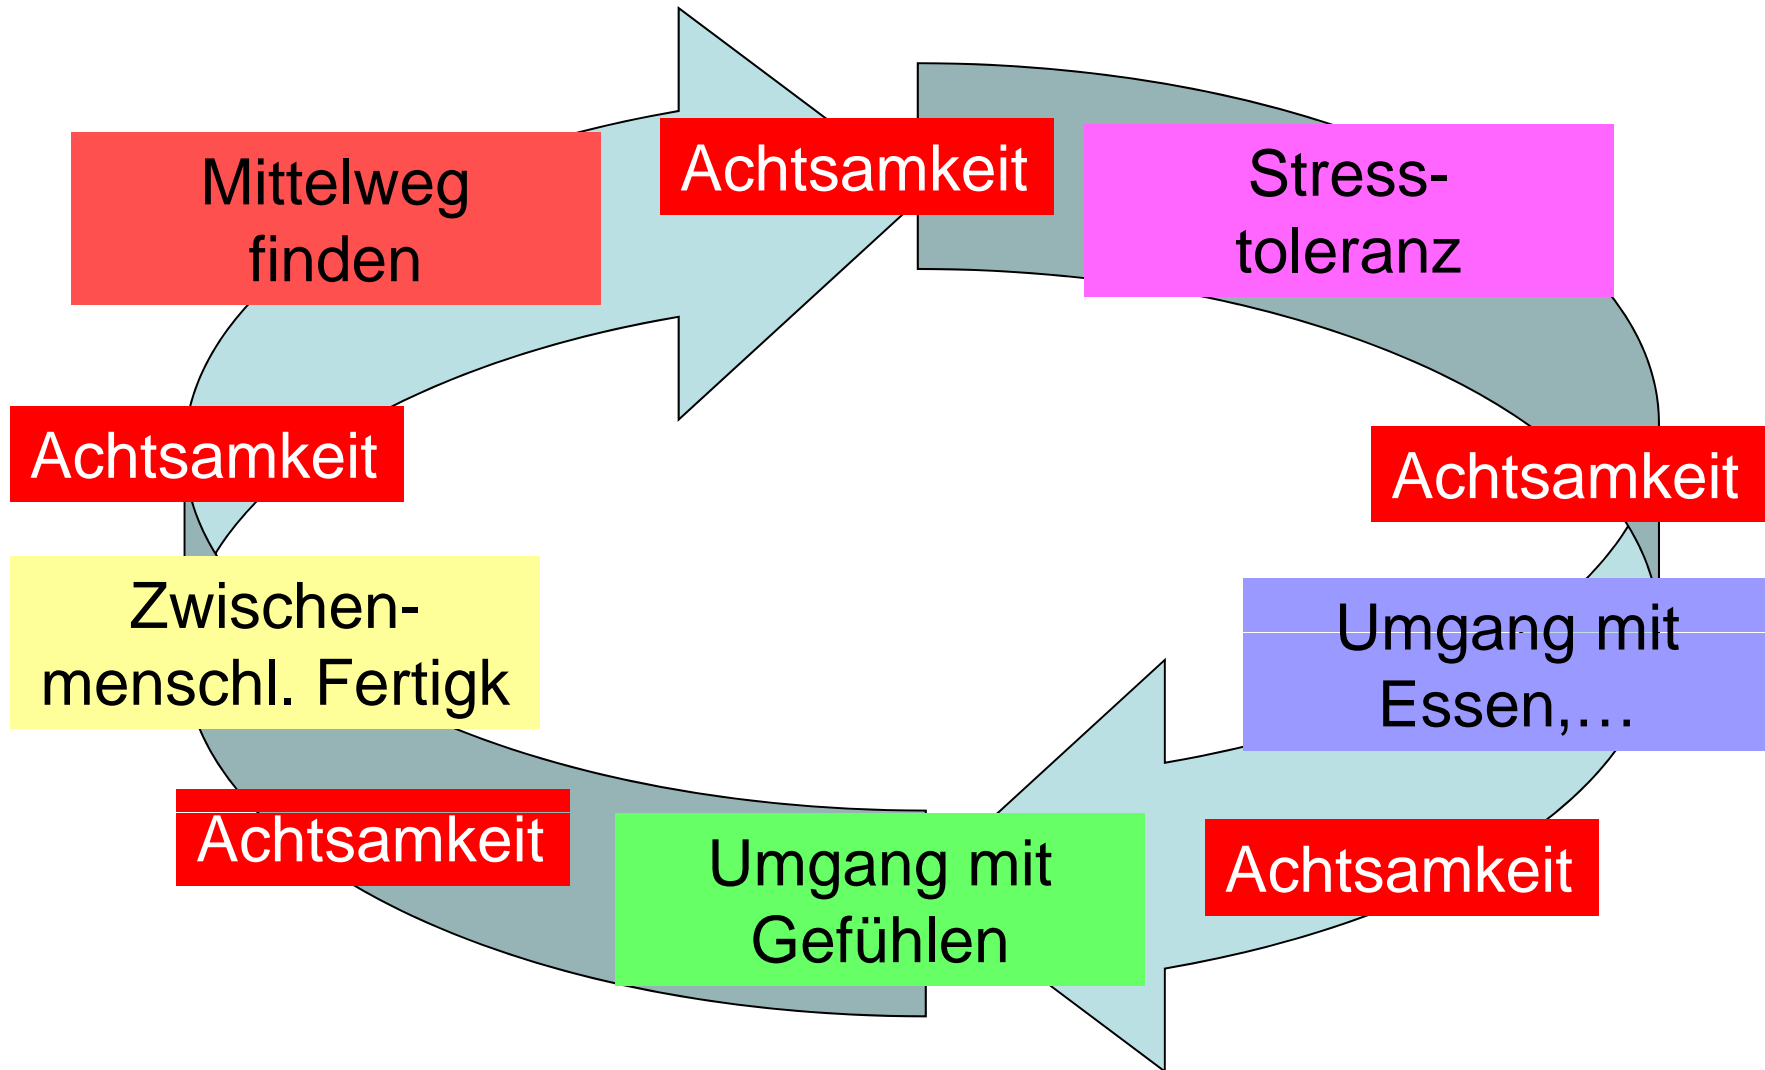 Mittelweg
finden
Achtsamkeit
Stress-
toleranz
Achtsamkeit
Achtsamkeit
Zwischen-
menschl. Fertigk
Umgang mit
Essen,…
Achtsamkeit
Umgang mit
Gefühlen
Achtsamkeit